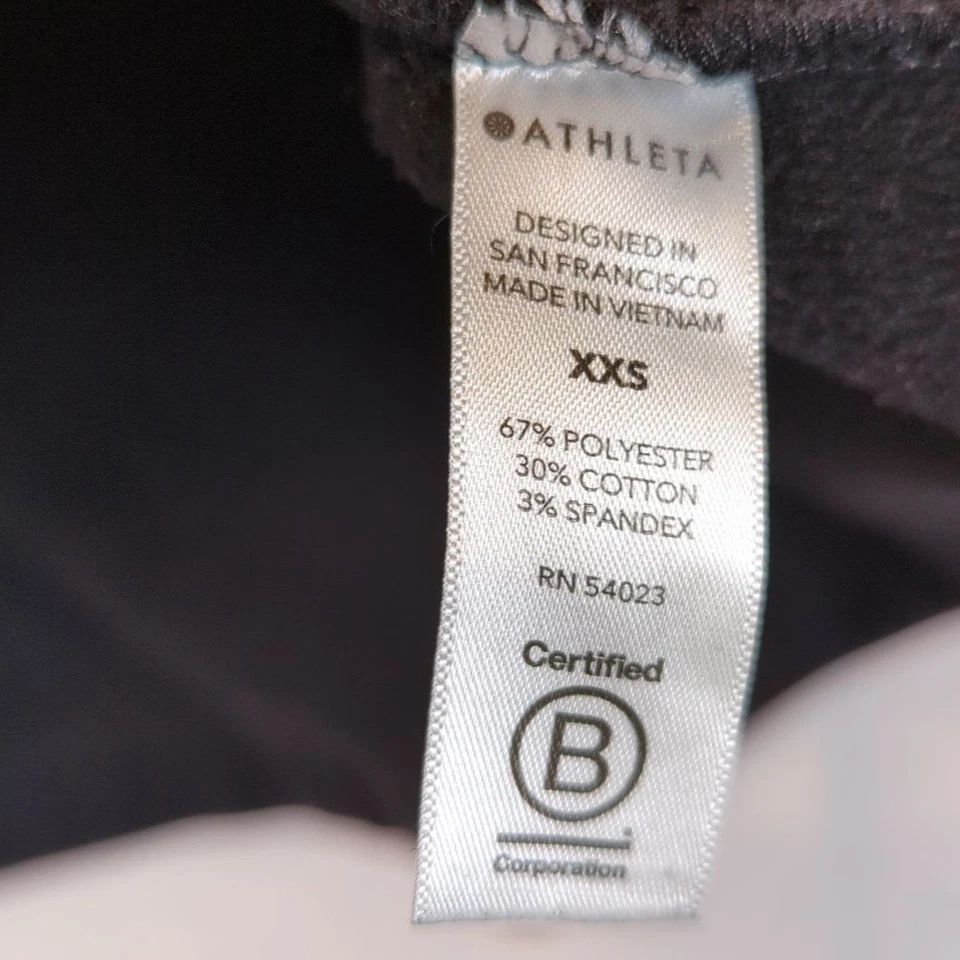 ATHLETA
DESIGNED IN
SAN FRANCISCO
MADE IN VIETNAM
XXS
67% POLYESTER
30% COTTON
3% SPANDEX
RN 54023
Certified
B
Corporation